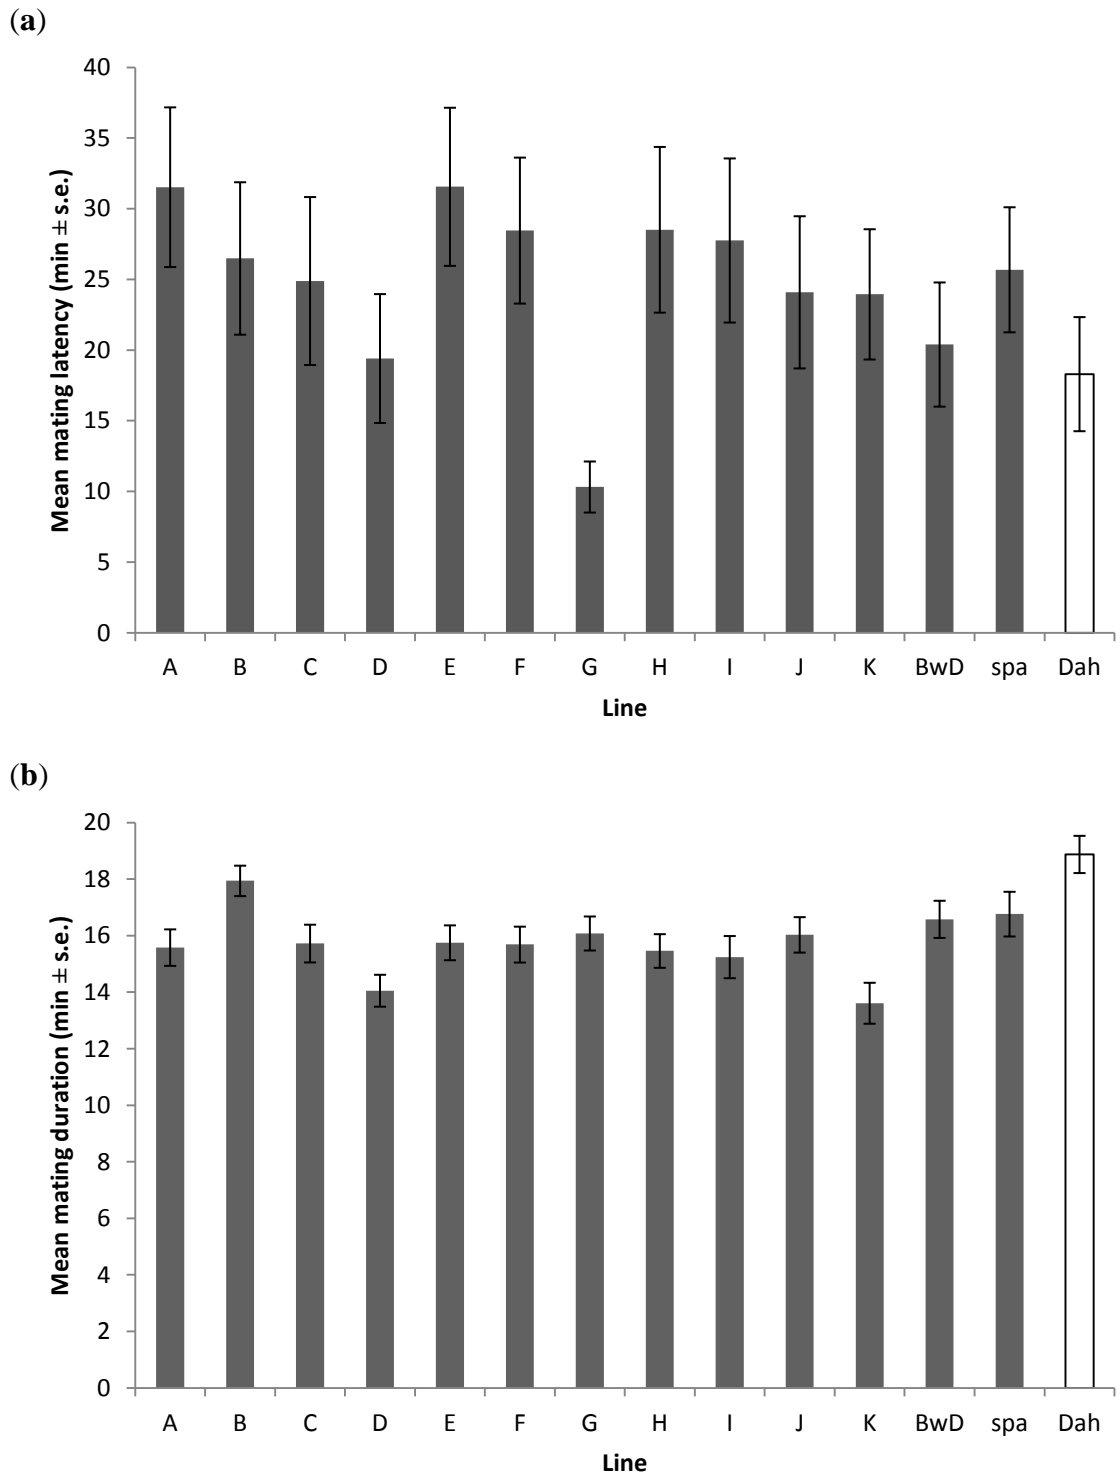 (a)
Mean mating latency (min ± s.e.)
40
35
30
25
20
15
10
5
0
A B C D E F G H I J K BwD spa Dah
Line
(b)
Mean mating duration (min ± s.e.)
20
18
16
14
12
10
8
6
4
2
0
A B C D E F G H I J K BwD spa Dah
Line